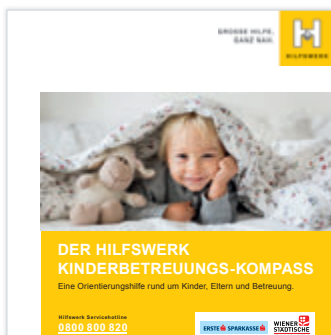 GROSSE HILFE,
GANZ NAH.
H
HILFSWERK
DER HILFSWERK
KINDERBETREUUNGS-KOMPASS
Eine Orientierungshilfe rund um Kinder, Eltern und Betreuung.
Hilfswerk Servicehotline
0800 800 820
ERSTE SPARKASSE
WIENER
STÄDTISCHE